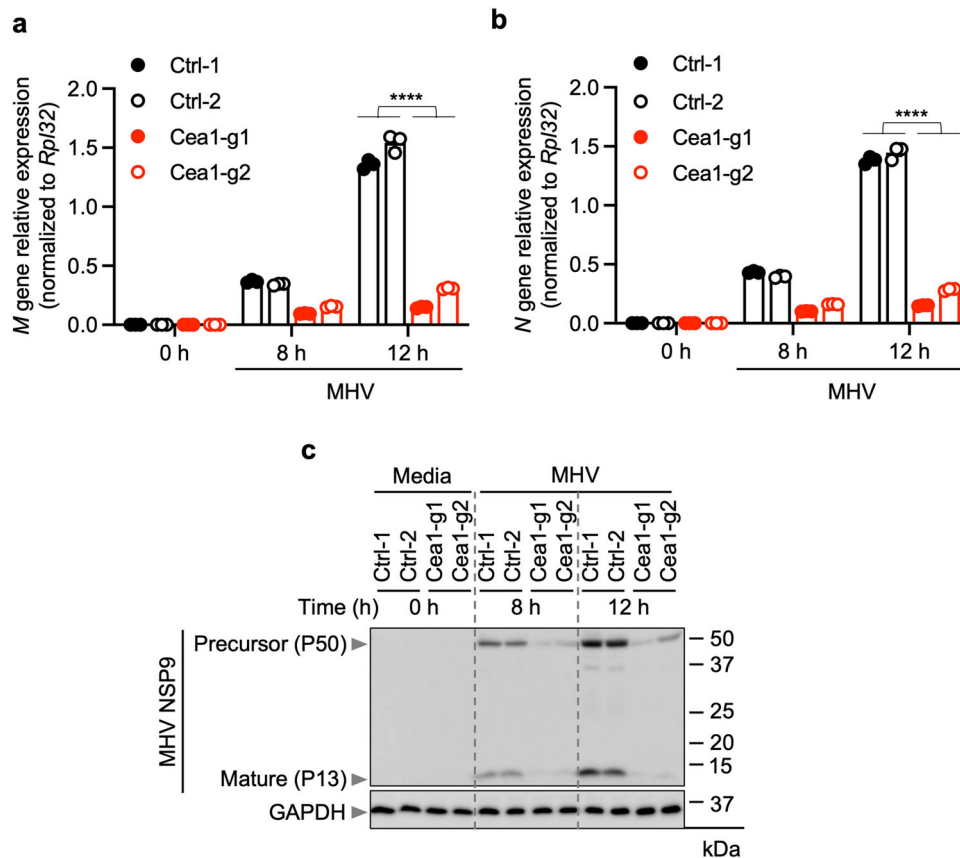 a
M gene relative expression
(normalized to Rpl32)
2.0
1.5
1.0
0.5
0.0
Ctrl-1
Ctrl-2
Cea1-g1
Cea1-g2
****
0 h 8 h 12 h
MHV
b
N gene relative expression
(normalized to Rpl32)
2.0
1.5
1.0
0.5
0.0
Ctrl-1
Ctrl-2
Cea1-g1
Cea1-g2
****
0 h 8 h 12 h
MHV
c
Media MHV
Ctrl-1 Ctrl-2 Cea1-g1 Cea1-g2 Ctrl-1 Ctrl-2 Cea1-g1 Cea1-g2 Ctrl-1 Ctrl-2 Cea1-g1 Cea1-g2
Time (h) 0 h 8 h 12 h
MHV NSP9
Precursor (P50)
Mature (P13)
GAPDH
50
37
25
20
15
37
kDa